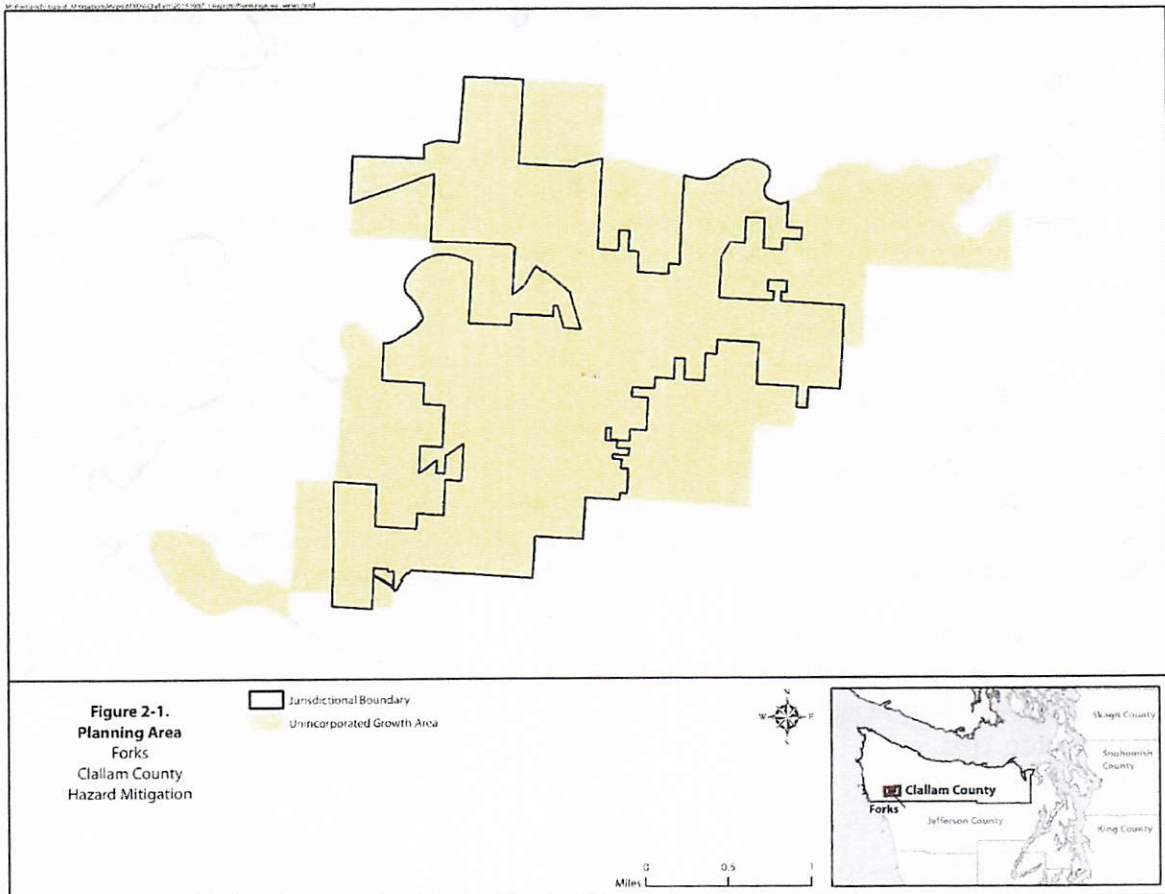 Figure 2-1.
Planning Area
Forks
Clallam County
Hazard Mitigation
Jurisdictional Boundary
Unincorporated Growth Area
N
W
E
S
0 0.5 1
Miles
Skagit County
Snohomish
County
Clallam County
Forks
Jefferson County
King County